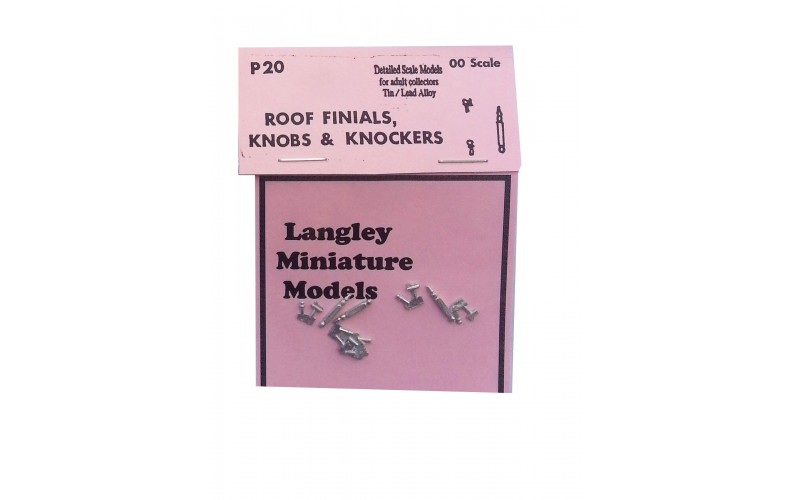 P20
Detailed Scale Models
for adult collectors
Tin / Lead Alloy
00 Scale
ROOF FINIALS,
KNOBS & KNOCKERS
Langley
Miniature
Models